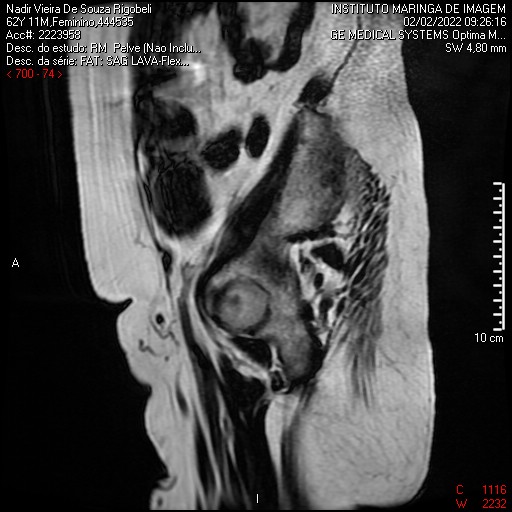 Nadir Vieira De Souza Rigobeli
62Y 11M,Feminino,444535
Acc#: 2223953
Desc. do estudo: RM Pelve (Nao Inclu...
Desc. da série: FAT: SAG LAVA-Flex...
< 700 - 74 >
INSTITUTO MARINGA DE IMAGEM
02/02/2022 09:26:16
GE MEDICAL SYSTEMS Optima M...
SW 4,80 mm
A
10 cm
I
C 1116
W 2232